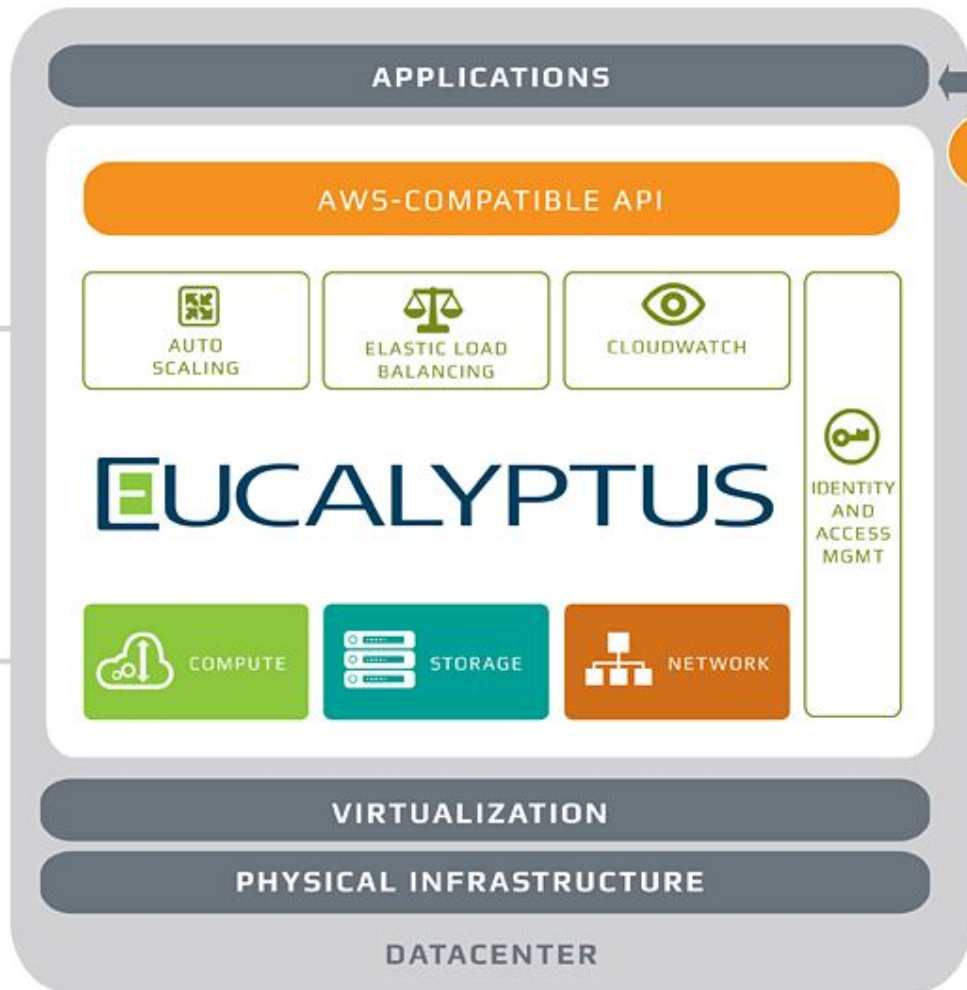 APPLICATIONS
AWS-COMPATIBLE API
AUTO
SCALING
ELASTIC LOAD
BALANCING
CLOUDWATCH
IDENTITY
AND
ACCESS
MGMT
EUCALYPTUS
COMPUTE
STORAGE
NETWORK
VIRTUALIZATION
PHYSICAL INFRASTRUCTURE
DATACENTER